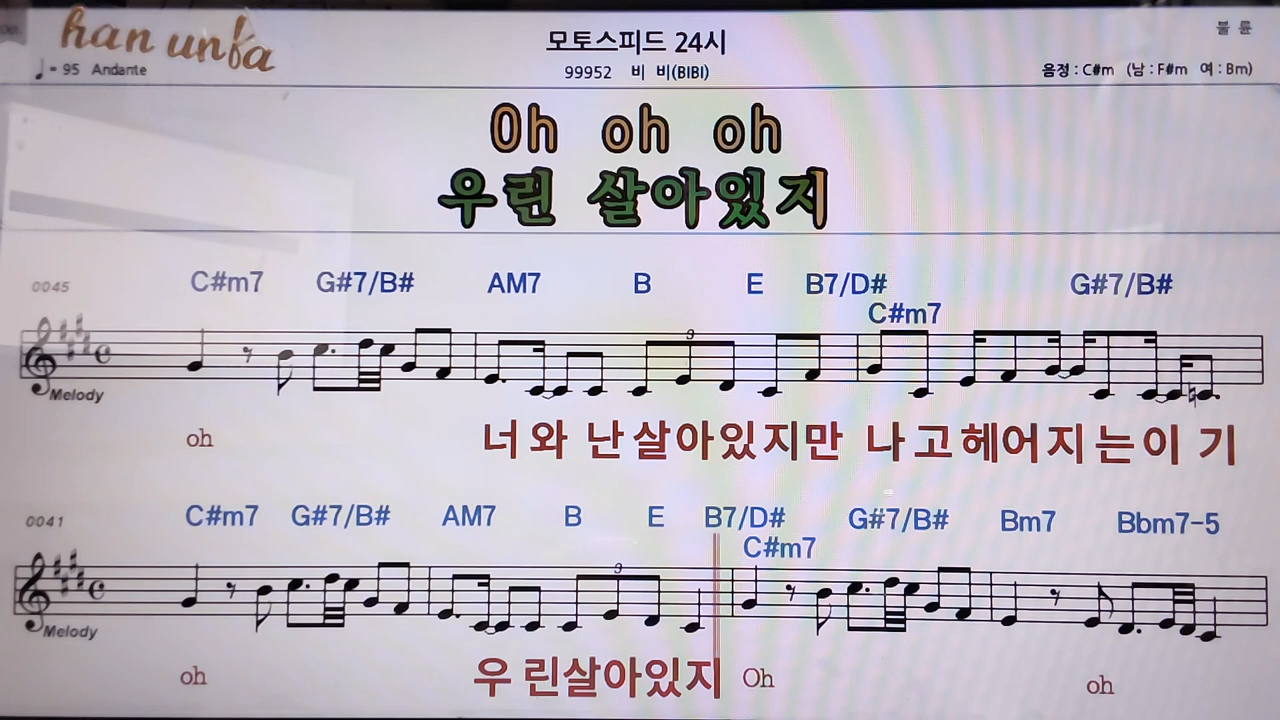 han unba
모토스피드 24시
불 륜
♩= 95 Andante
99952 비 비(BIBI)
음정 : C#m (남 : F#m 여 : Bm)
Oh oh oh
우린 살아있지
C#m7 G#7/B# AM7 B E B7/D# G#7/B#
C#m7
0045
3
Melody
oh 너와 난살아있지만 나고헤어지는이 기
C#m7 G#7/B# AM7 B E B7/D# G#7/B# Bm7 Bbm7-5
0041
C#m7
3
Melody
oh 우린살아있지 Oh oh